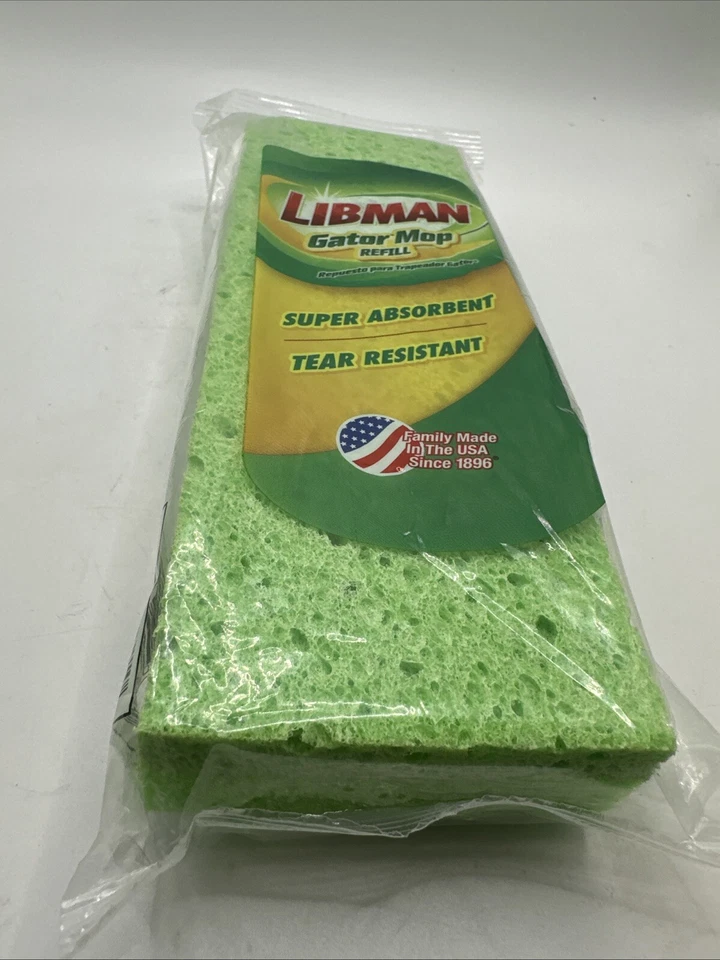 LIBMAN
Gator Mop
REFILL
Repuesto para Trapeador Gator
SUPER ABSORBENT
TEAR RESISTANT
Family Made
In The USA
Since 1896